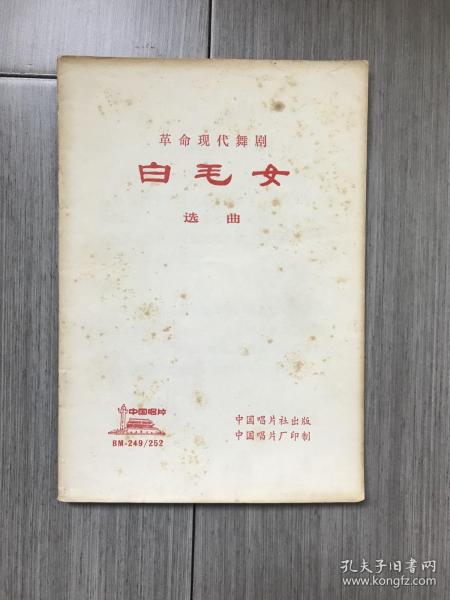 革命现代舞剧
白毛女
选曲
中国唱片
BM-249/252
中国唱片社出版
中国唱片厂印制
孔夫子旧书网
www.kongfz.com